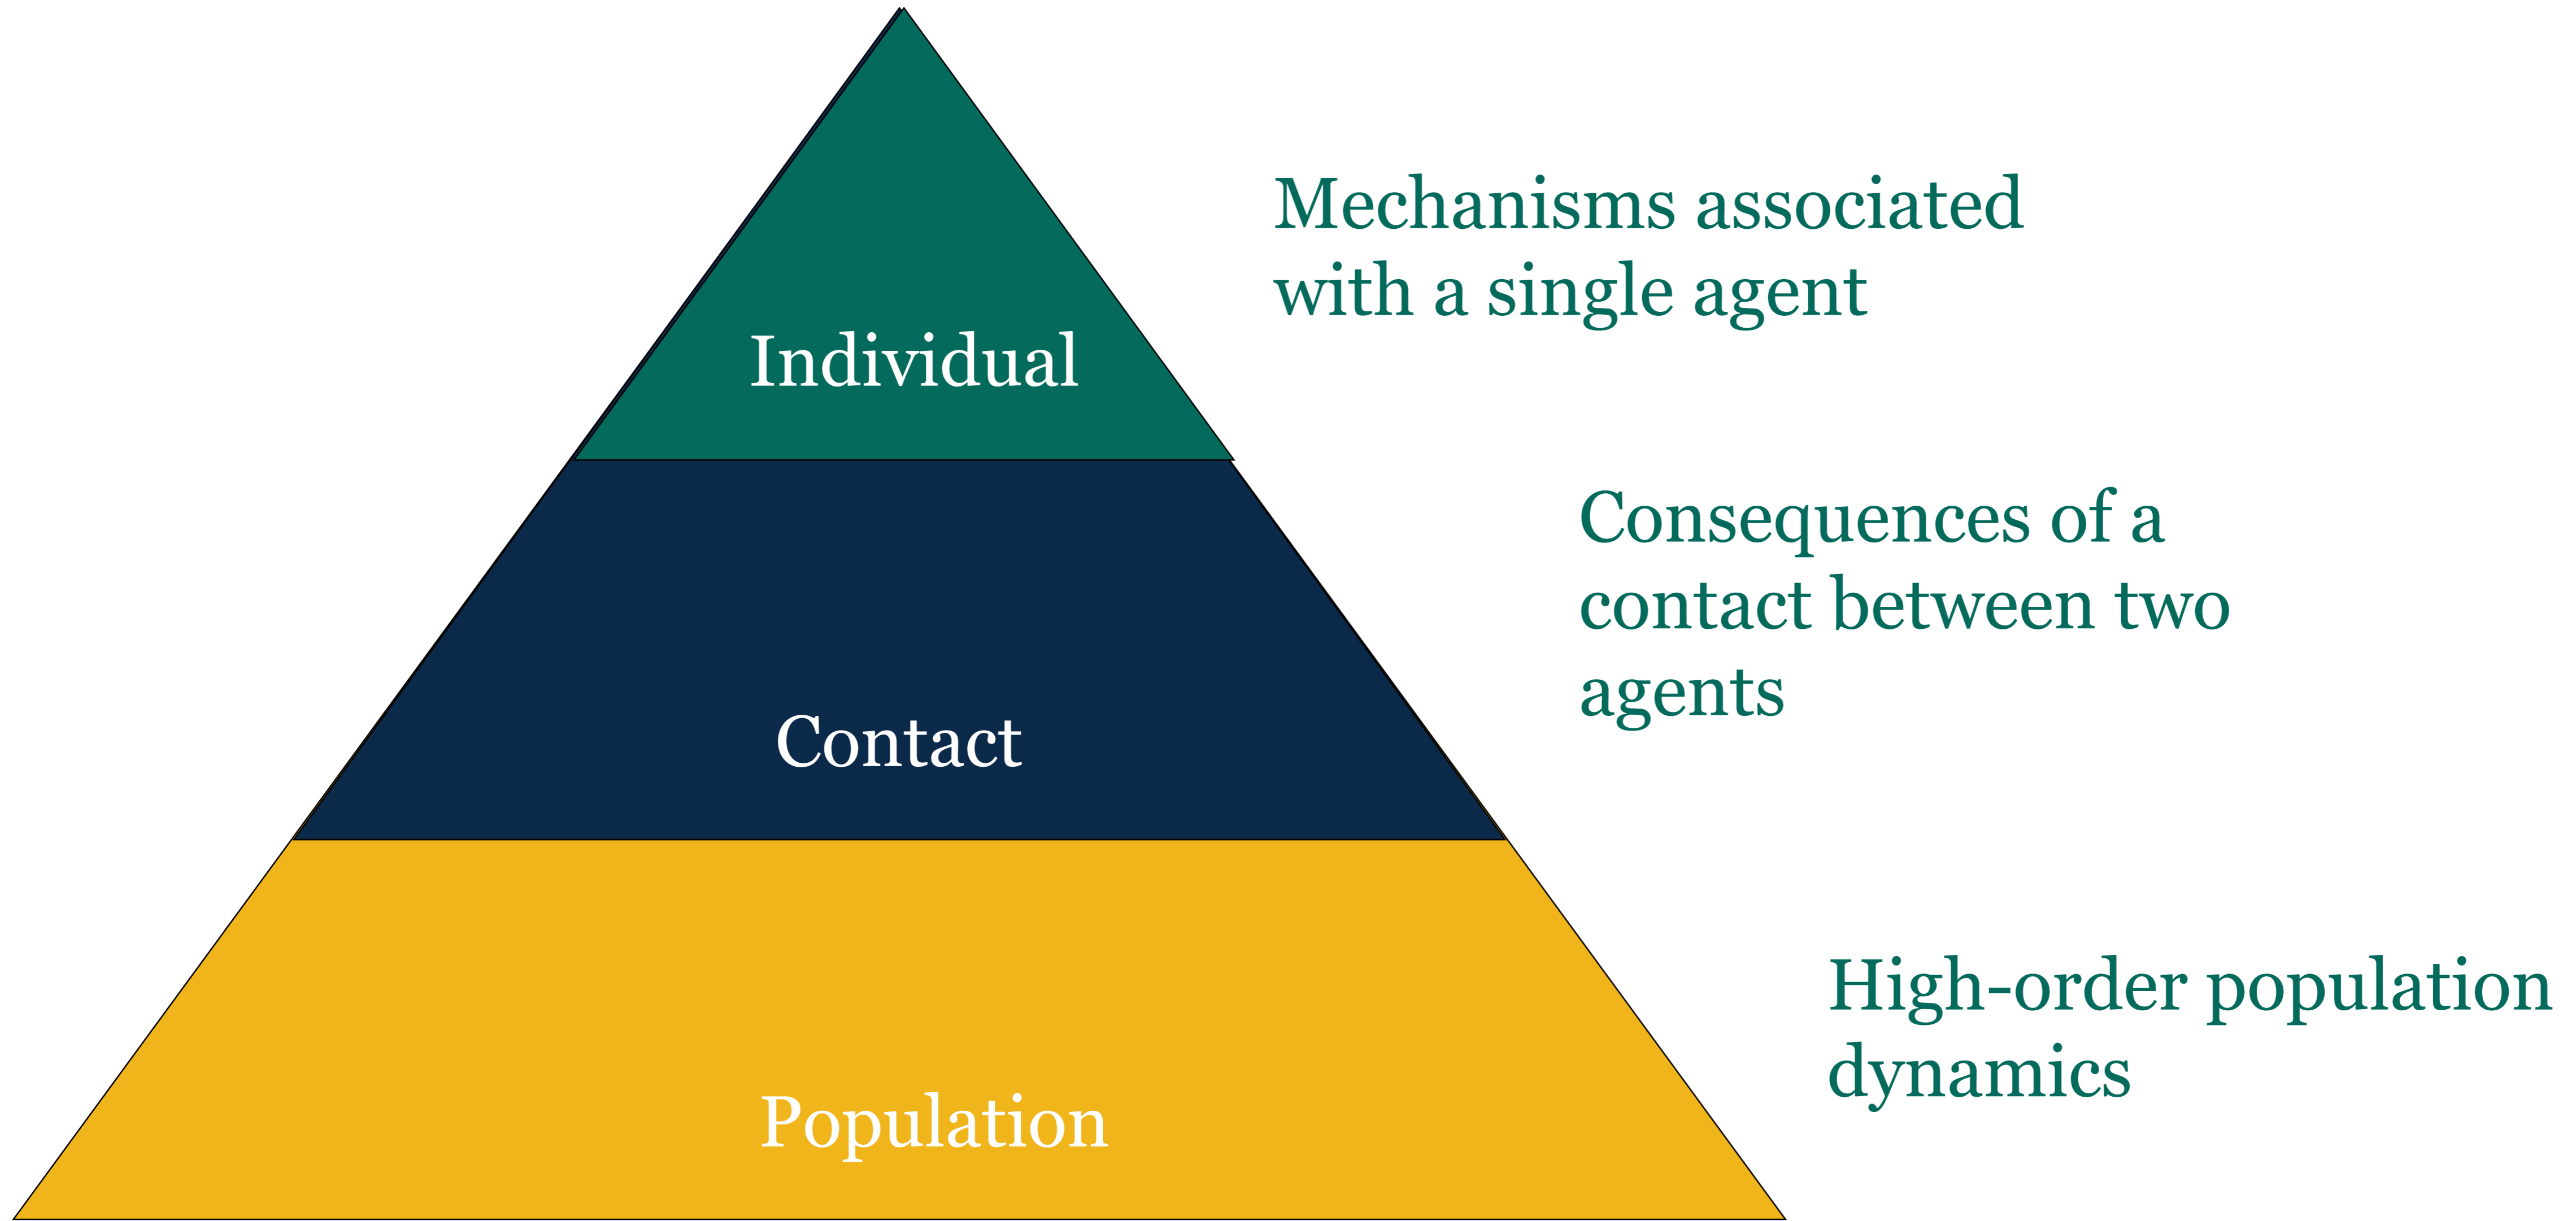 Mechanisms associated
with a single agent
Individual
Consequences of a
contact between two
agents
Contact
High-order population
dynamics
Population